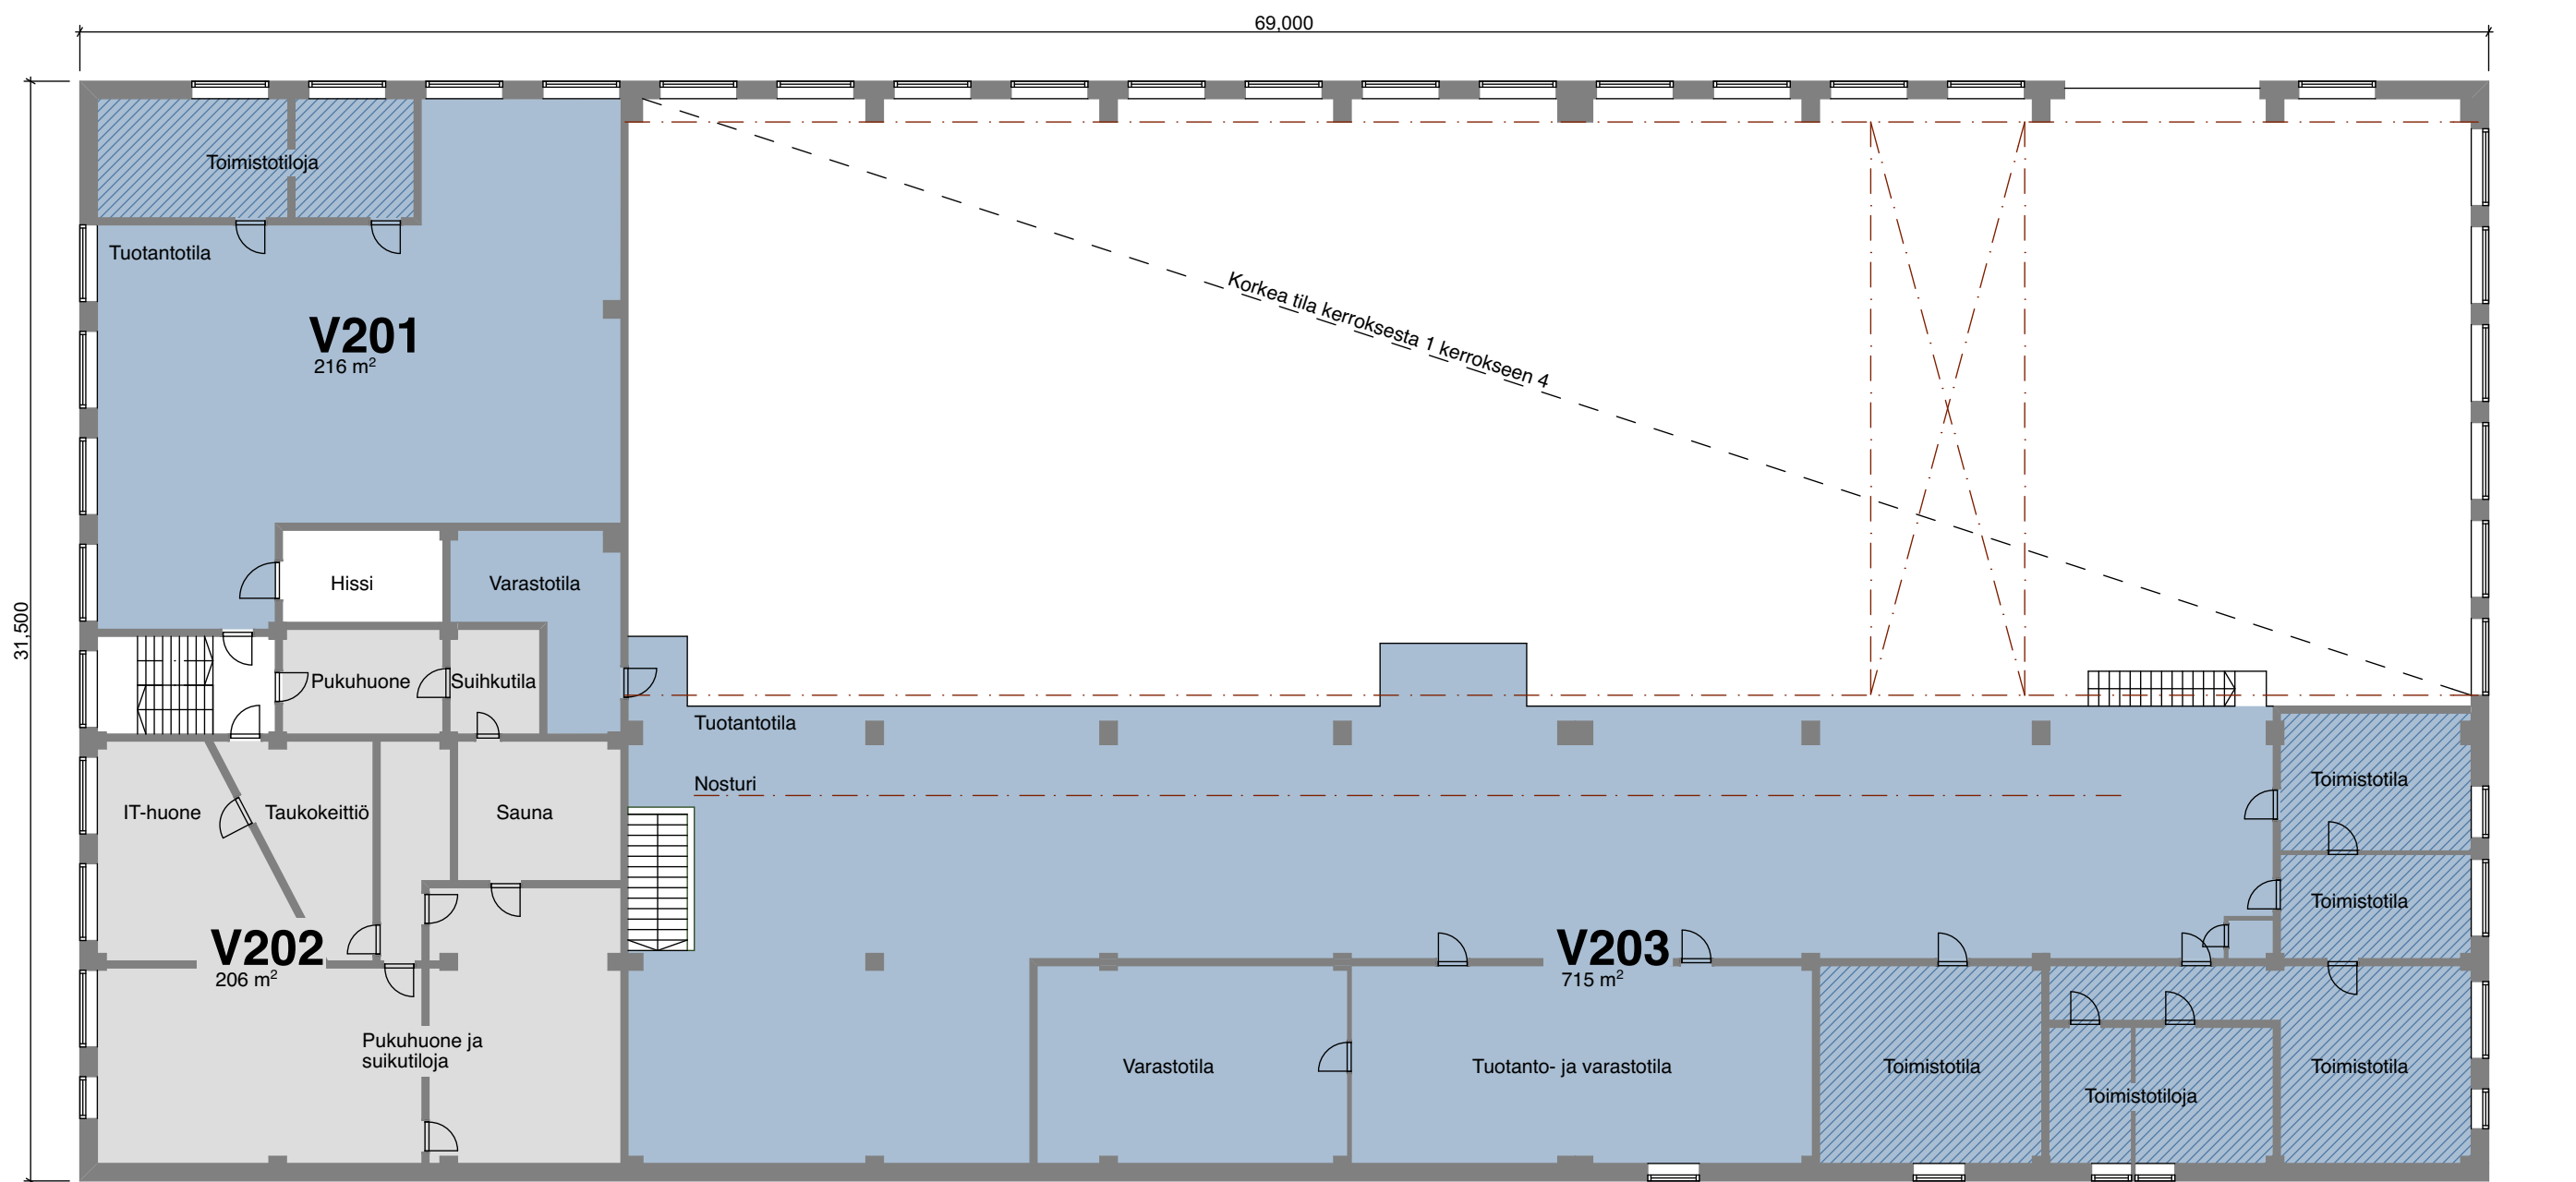 69,000
31,500
Toimistotiloja
Tuotantotila
V201
216 m²
Korkea tila kerroksesta 1 kerrokseen 4
Hissi
Varastotila
Pukuhuone
Suihkutila
Tuotantotila
Nosturi
IT-huone
Taukokeittiö
Sauna
V202
206 m²
Pukuhuone ja
suikutiloja
V203
715 m²
Varastotila
Tuotanto- ja varastotila
Toimistotila
Toimistotiloja
Toimistotila
Toimistotila
Toimistotila